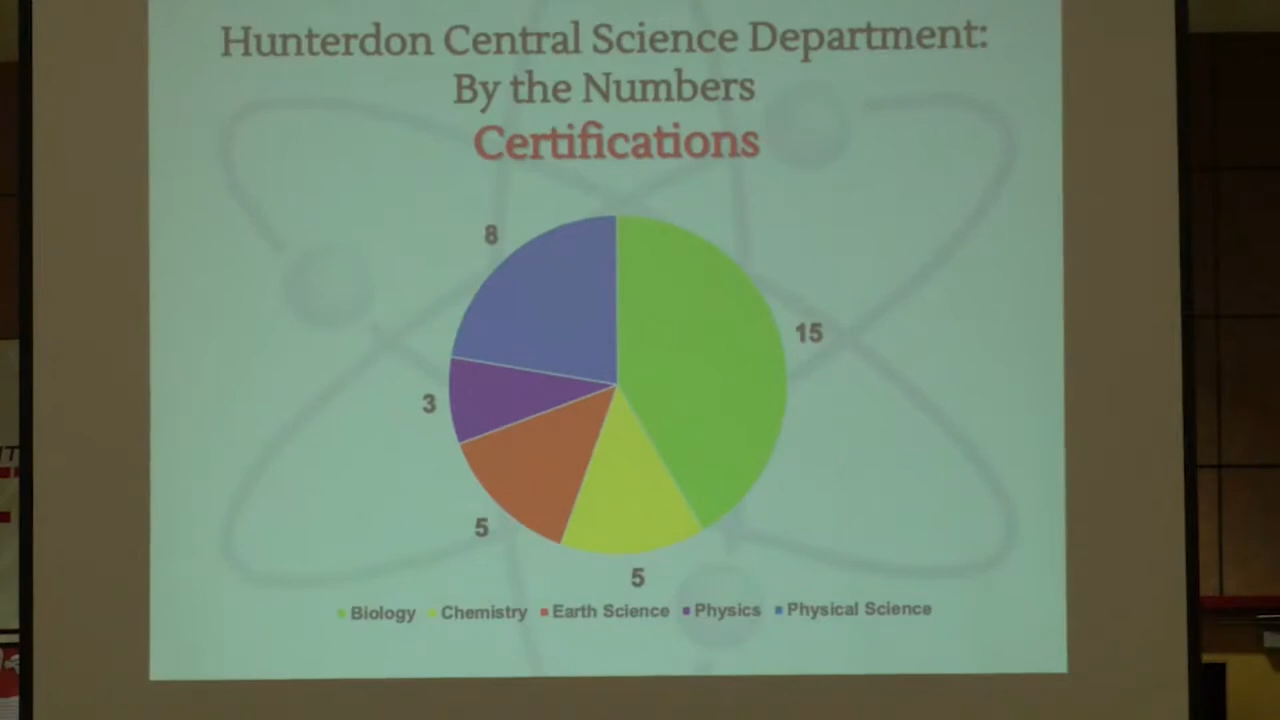 Hunterdon Central Science Department:
By the Numbers
Certifications
8
15
3
5
5
Biology Chemistry Earth Science Physics Physical Science